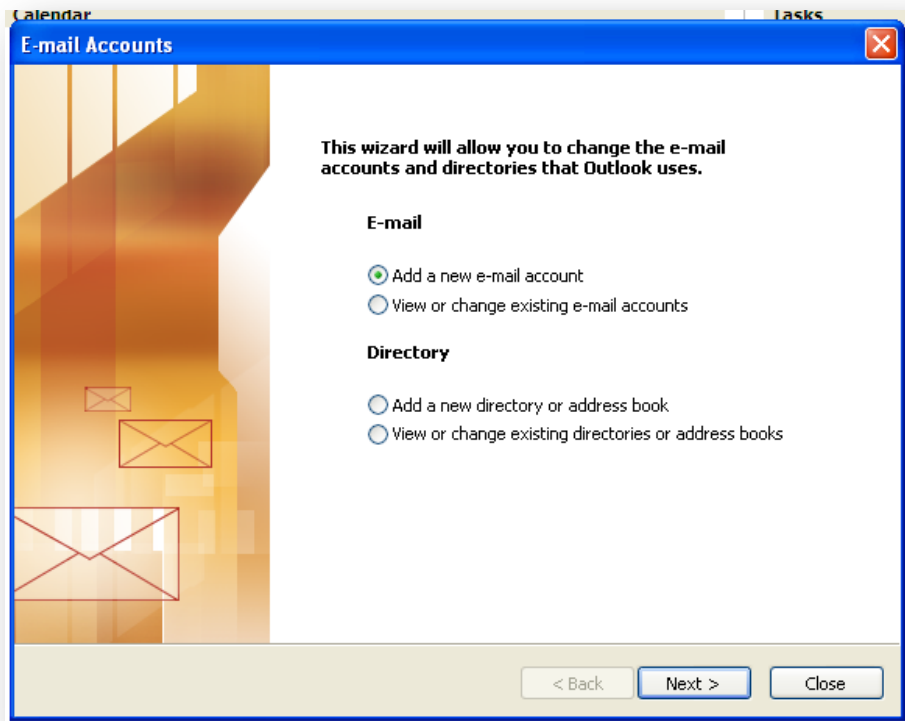 Calendar Tasks
E-mail Accounts
This wizard will allow you to change the e-mail
accounts and directories that Outlook uses.
E-mail
Add a new e-mail account
View or change existing e-mail accounts
Directory
Add a new directory or address book
View or change existing directories or address books
< Back Next > Close